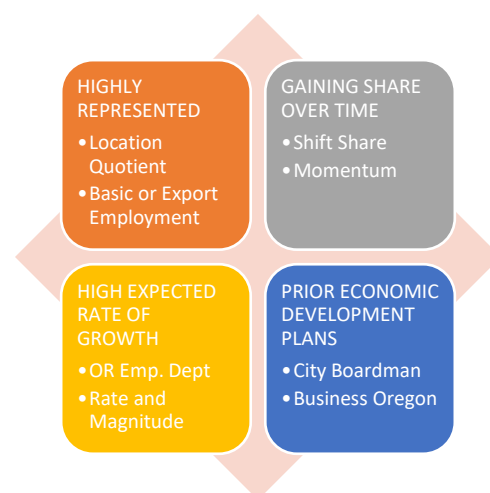 HIGHLY
REPRESENTED
•Location
Quotient
•Basic or Export
Employment
GAINING SHARE
OVER TIME
•Shift Share
•Momentum
HIGH EXPECTED
RATE OF
GROWTH
•OR Emp. Dept
•Rate and
Magnitude
PRIOR ECONOMIC
DEVELOPMENT
PLANS
•City Boardman
•Business Oregon